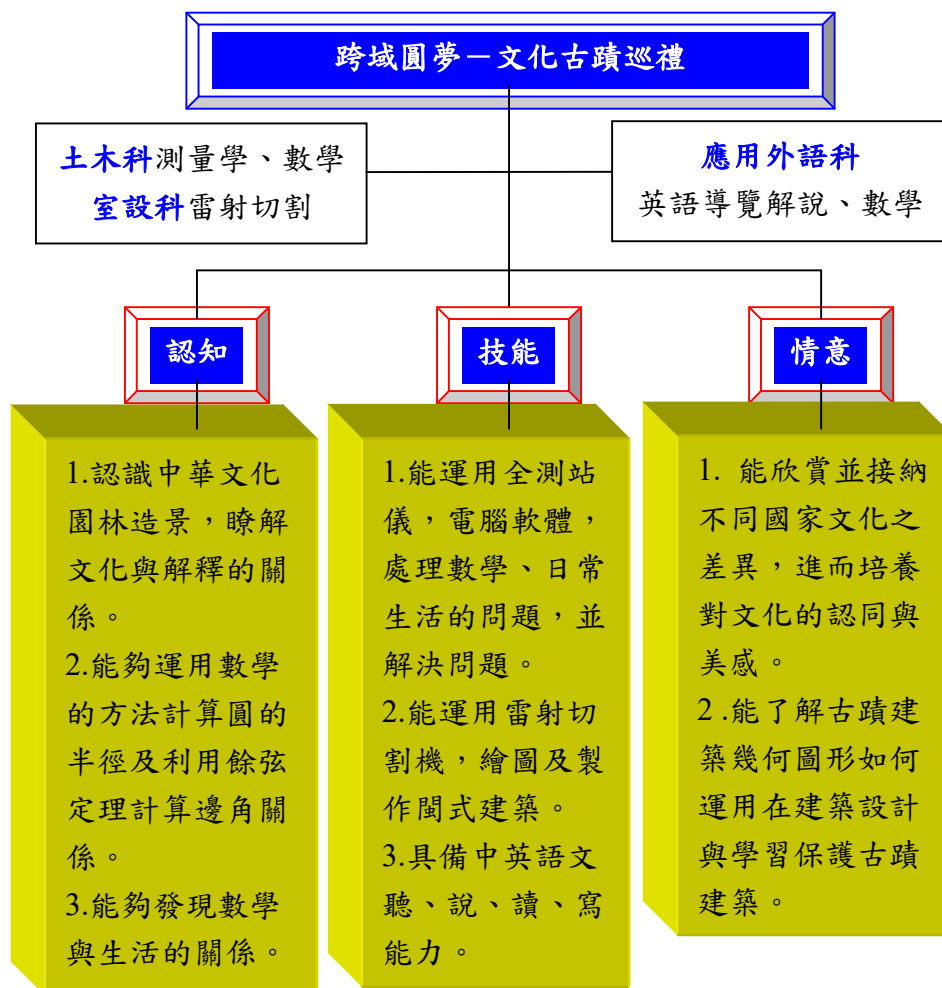 跨域圓夢－文化古蹟巡禮
土木科測量學、數學
室設科雷射切割
應用外語科
英語導覽解說、數學
認知
1.認識中華文化
園林造景，瞭解
文化與解釋的關
係。
2.能夠運用數學
的方法計算圓的
半徑及利用餘弦
定理計算邊角關
係。
3.能夠發現數學
與生活的關係。
技能
1.能運用全測站
儀，電腦軟體，
處理數學、日常
生活的問題，並
解決問題。
2.能運用雷射切
割機，繪圖及製
作閩式建築。
3.具備中英語文
聽、說、讀、寫
能力。
情意
1. 能欣賞並接納
不同國家文化之
差異，進而培養
對文化的認同與
美感。
2 .能了解古蹟建
築幾何圖形如何
運用在建築設計
與學習保護古蹟
建築。